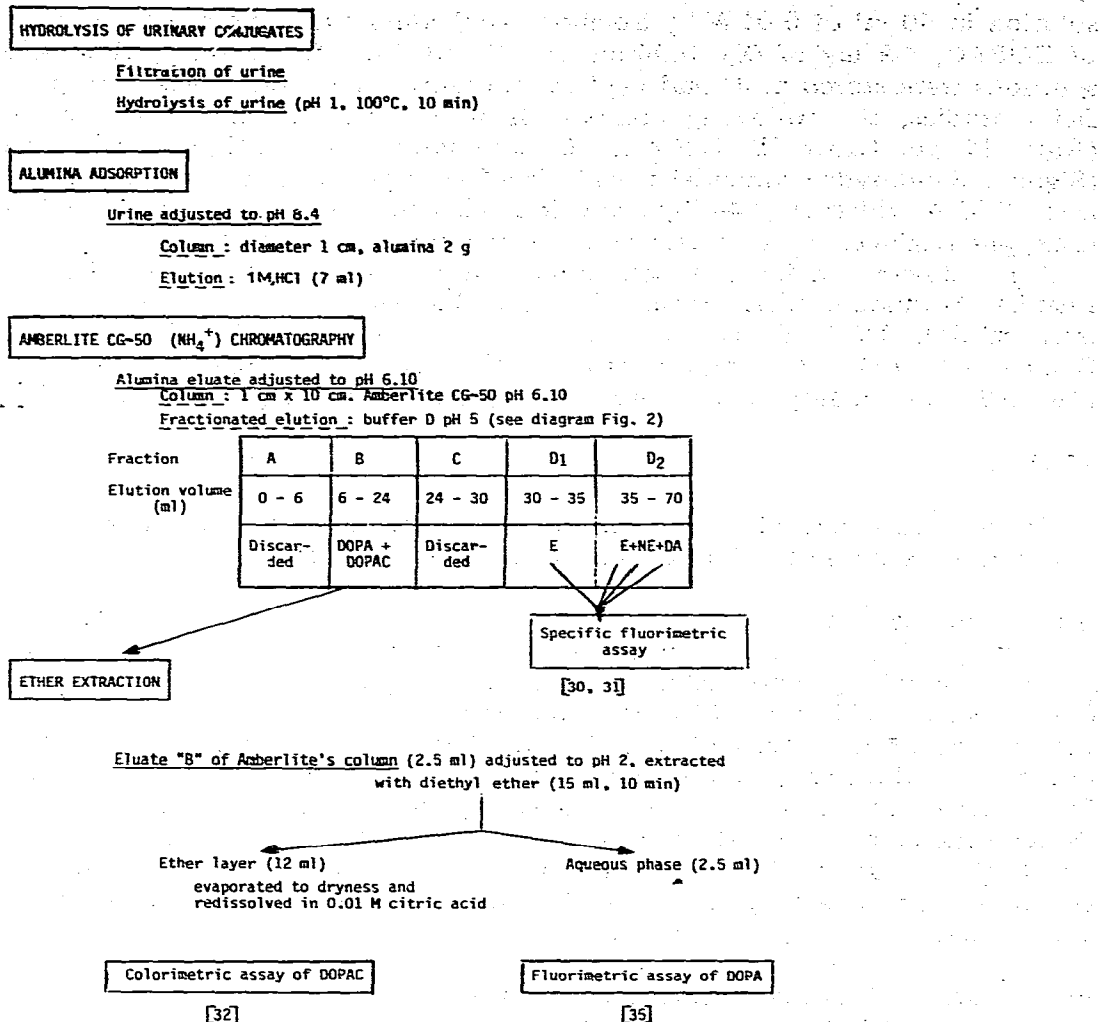 HYDROLYSIS OF URINARY CONJUGATES
Filtration of urine
Hydrolysis of urine (pH 1, 100°C, 10 min)
ALUMINA ADSORPTION
Urine adjusted to pH 8.4
Column : diameter 1 cm, alumina 2 g
Elution : 1M,HCl (7 ml)
AMBERLITE CG-50 (NH₄⁺) CHROMATOGRAPHY
Alumina eluate adjusted to pH 6.10
Column : 1 cm x 10 cm. Amberlite CG-50 pH 6.10
Fractionated elution : buffer D pH 5 (see diagram Fig. 2)
Fraction A B C D1 D2
Elution volume (ml) 0 - 6 6 - 24 24 - 30 30 - 35 35 - 70
Discar- DOPA + Discar- E E+NE+DA
ded DOPAC ded
Specific fluorimetric
assay
[30, 31]
ETHER EXTRACTION
Eluate "B" of Amberlite's column (2.5 ml) adjusted to pH 2, extracted
with diethyl ether (15 ml, 10 min)
Ether layer (12 ml) Aqueous phase (2.5 ml)
evaporated to dryness and
redissolved in 0.01 M citric acid
Colorimetric assay of DOPAC Fluorimetric assay of DOPA
[32] [35]